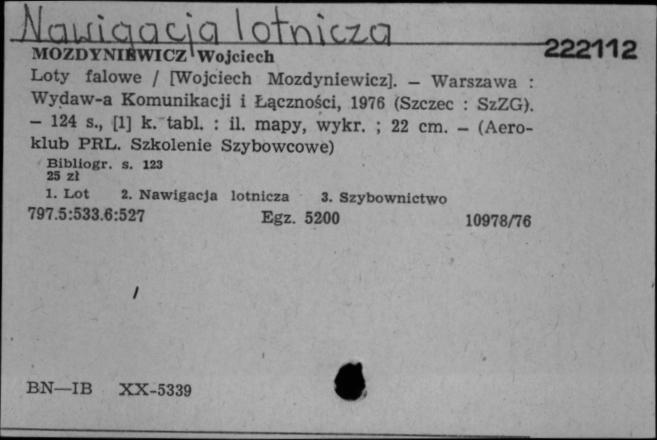 Nawigacja lotnicza
222112
MOZDYNIEWICZ Wojciech
Loty falowe / [Wojciech Mozdyniewicz]. — Warszawa :
Wydaw-a Komunikacji i Łączności, 1976 (Szczec : SzZG).
— 124 s., [1] k. tabl. : il. mapy, wykr. ; 22 cm. — (Aero-
klub PRL. Szkolenie Szybowcowe)
Bibliogr. s. 123
25 zł
1. Lot 2. Nawigacja lotnicza 3. Szybownictwo
797.5:533.6:527 Egz. 5200 10978/76
BN—IB XX-5339